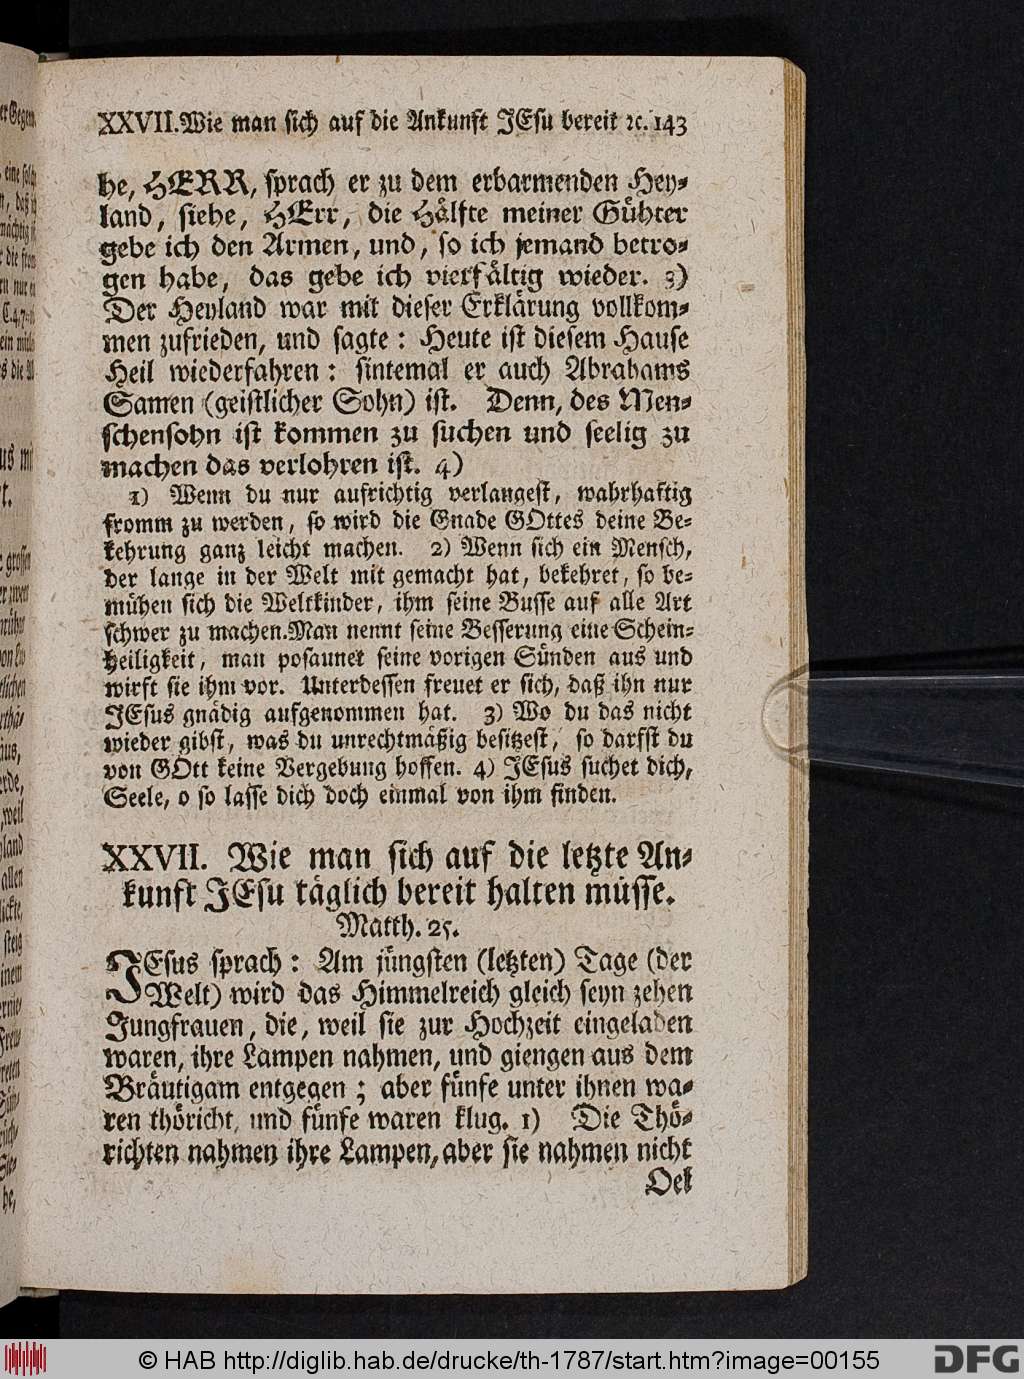 XXVII. Wie man sich auf die Ankunft JEsu bereit ꝛc. 143
he, HERR, sprach er zu dem erbarmenden Hey-
land, siehe, HErr, die Hälfte meiner Gühter
gebe ich den Armen, und, so ich jemand betro-
gen habe, das gebe ich vierfältig wieder. 3)
Der Heyland war mit dieser Erklärung vollkom-
men zufrieden, und sagte: Heute ist diesem Hause
Heil wiederfahren: sintemal er auch Abrahams
Samen (geistlicher Sohn) ist. Denn, des Men-
schensohn ist kommen zu suchen und seelig zu
machen das verlohren ist. 4)
1) Wenn du nur aufrichtig verlangest, wahrhaftig
fromm zu werden, so wird die Gnade GOttes deine Be-
kehrung ganz leicht machen. 2) Wenn sich ein Mensch,
der lange in der Welt mit gemacht hat, bekehret, so be-
mühen sich die Weltkinder, ihm seine Busse auf alle Art
schwer zu machen. Man nennt seine Besserung eine Schein-
heiligkeit, man posaunet seine vorigen Sünden aus und
wirft sie ihm vor. Unterdessen freuet er sich, daß ihn nur
JEsus gnädig aufgenommen hat. 3) Wo du das nicht
wieder gibst, was du unrechtmäßig besitzest, so darfst du
von GOtt keine Vergebung hoffen. 4) JEsus suchet dich,
Seele, o so lasse dich doch einmal von ihm finden.
XXVII. Wie man sich auf die letzte An-
kunft JEsu täglich bereit halten müsse.
Matth. 25.
JEsus sprach: Am jüngsten (letzten) Tage (der
Welt) wird das Himmelreich gleich seyn zehen
Jungfrauen, die, weil sie zur Hochzeit eingeladen
waren, ihre Lampen nahmen, und giengen aus dem
Bräutigam entgegen; aber fünfe unter ihnen wa-
ren thöricht, und fünfe waren klug. 1) Die Thö-
richten nahmen ihre Lampen, aber sie nahmen nicht
Oel
© HAB http://diglib.hab.de/drucke/th-1787/start.htm?image=00155
DFG